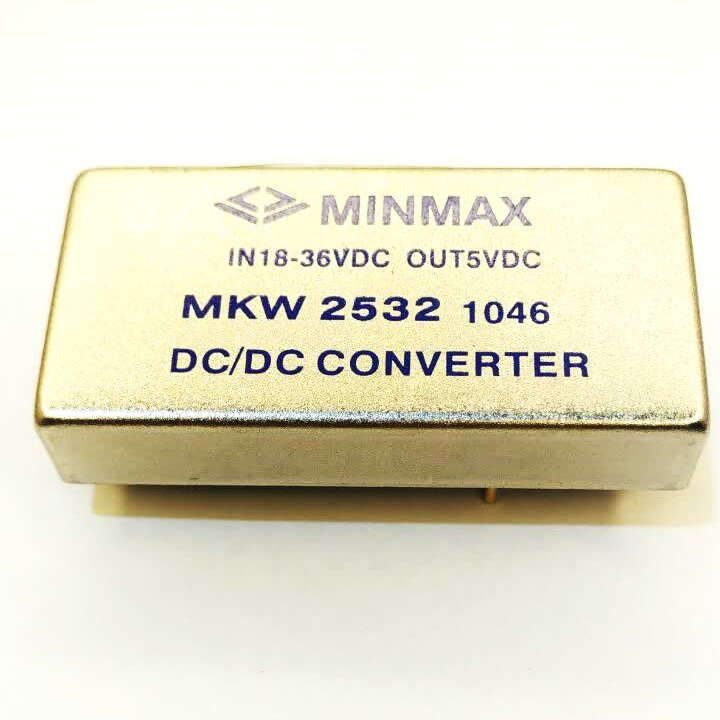 MINMAX
IN18-36VDC OUT5VDC
MKW 2532 1046
DC/DC CONVERTER